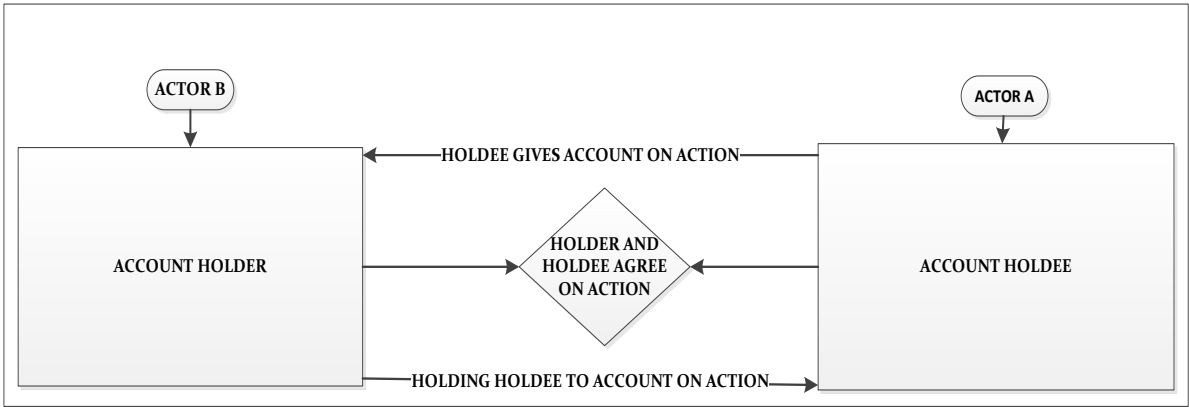 ACTOR B
ACTOR A
HOLDEE GIVES ACCOUNT ON ACTION
ACCOUNT HOLDER
HOLDER AND
HOLDEE AGREE
ON ACTION
ACCOUNT HOLDEE
HOLDING HOLDEE TO ACCOUNT ON ACTION